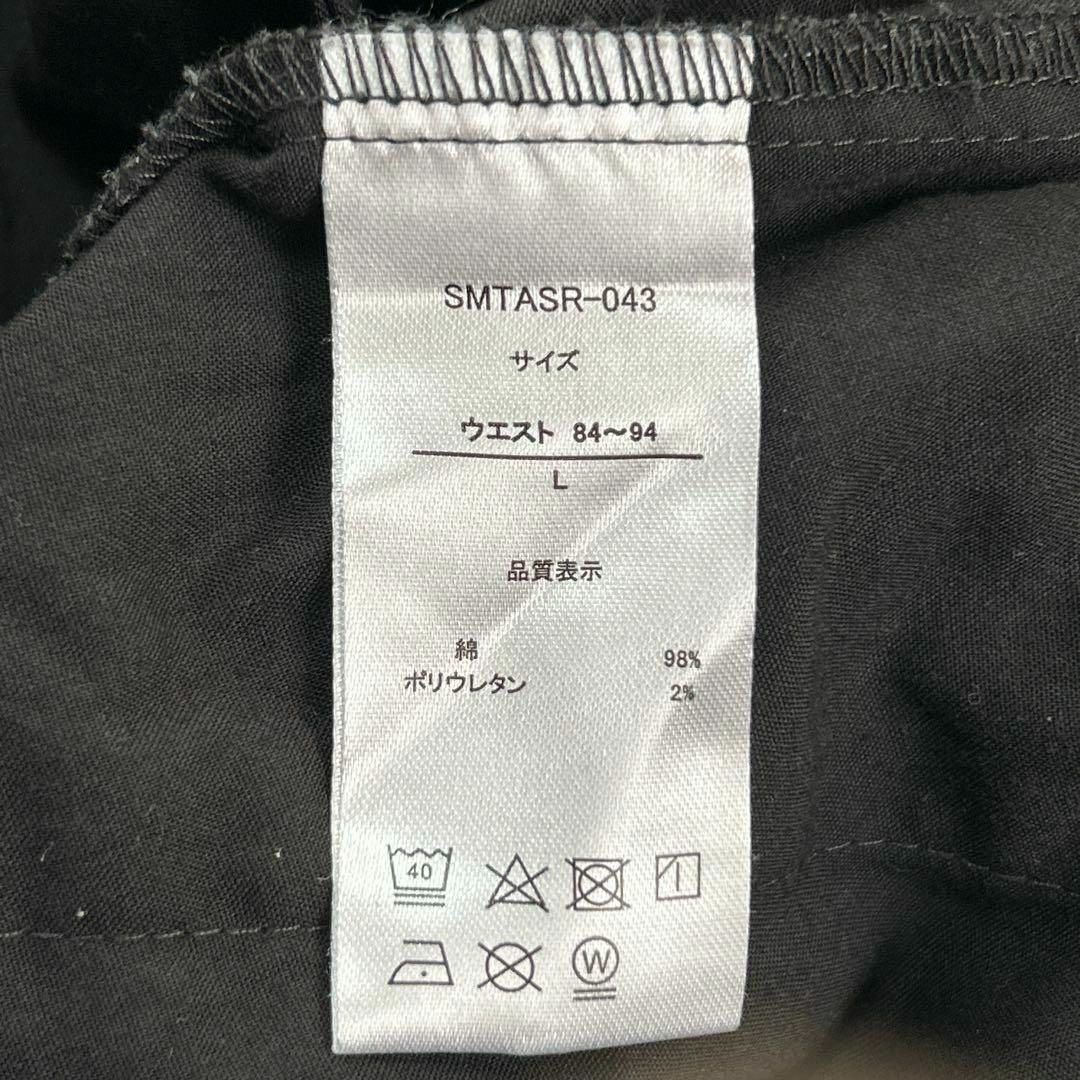 SMTASR-043
サイズ
ウエスト 84～94
L
品質表示
綿 98%
ポリウレタン 2%
40
W